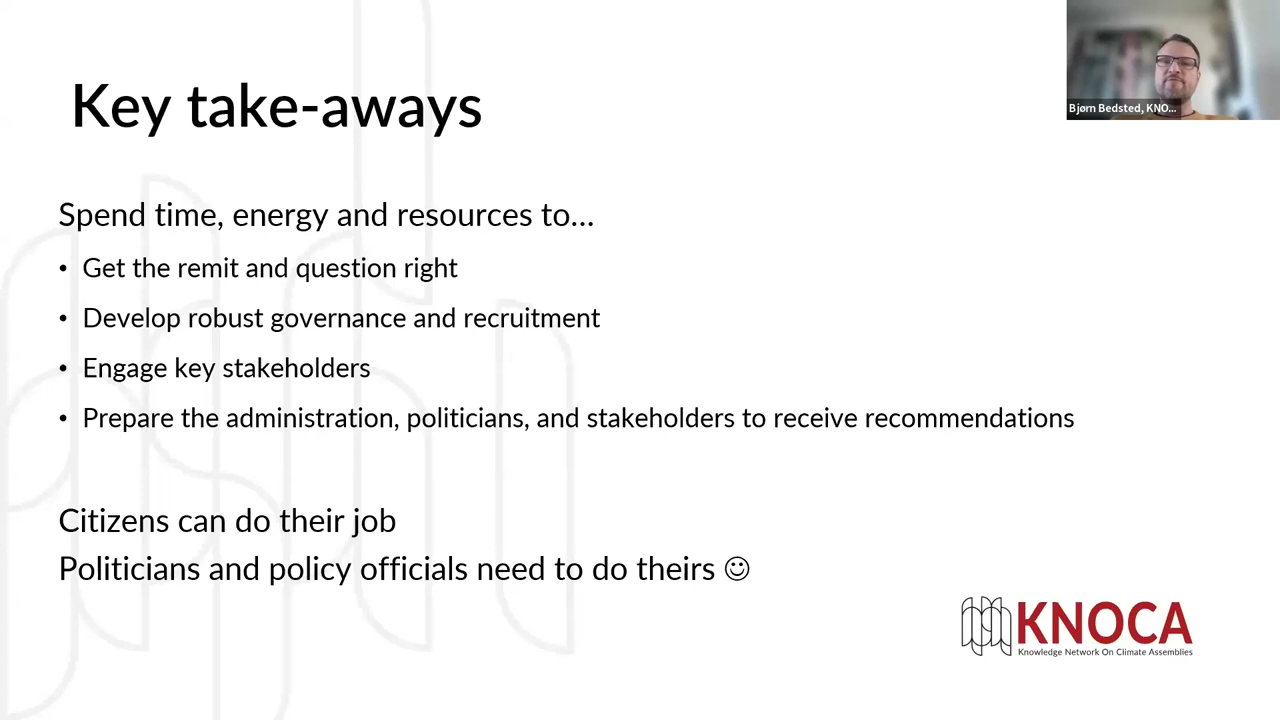 Bjørn Bedsted, KNO...
Key take-aways
Spend time, energy and resources to...
• Get the remit and question right
• Develop robust governance and recruitment
• Engage key stakeholders
• Prepare the administration, politicians, and stakeholders to receive recommendations
Citizens can do their job
Politicians and policy officials need to do theirs ☺
KNOCA
Knowledge Network On Climate Assemblies